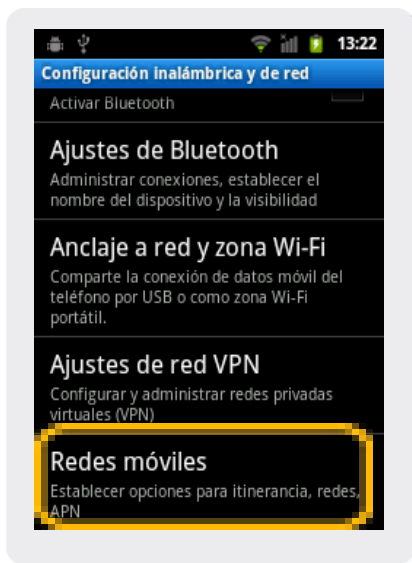 13:22
Configuración inalámbrica y de red
Activar Bluetooth
Ajustes de Bluetooth
Administrar conexiones, establecer el
nombre del dispositivo y la visibilidad
Anclaje a red y zona Wi-Fi
Comparte la conexión de datos móvil del
teléfono por USB o como zona Wi-Fi
portátil.
Ajustes de red VPN
Configurar y administrar redes privadas
virtuales (VPN)
Redes móviles
Establecer opciones para itinerancia, redes,
APN